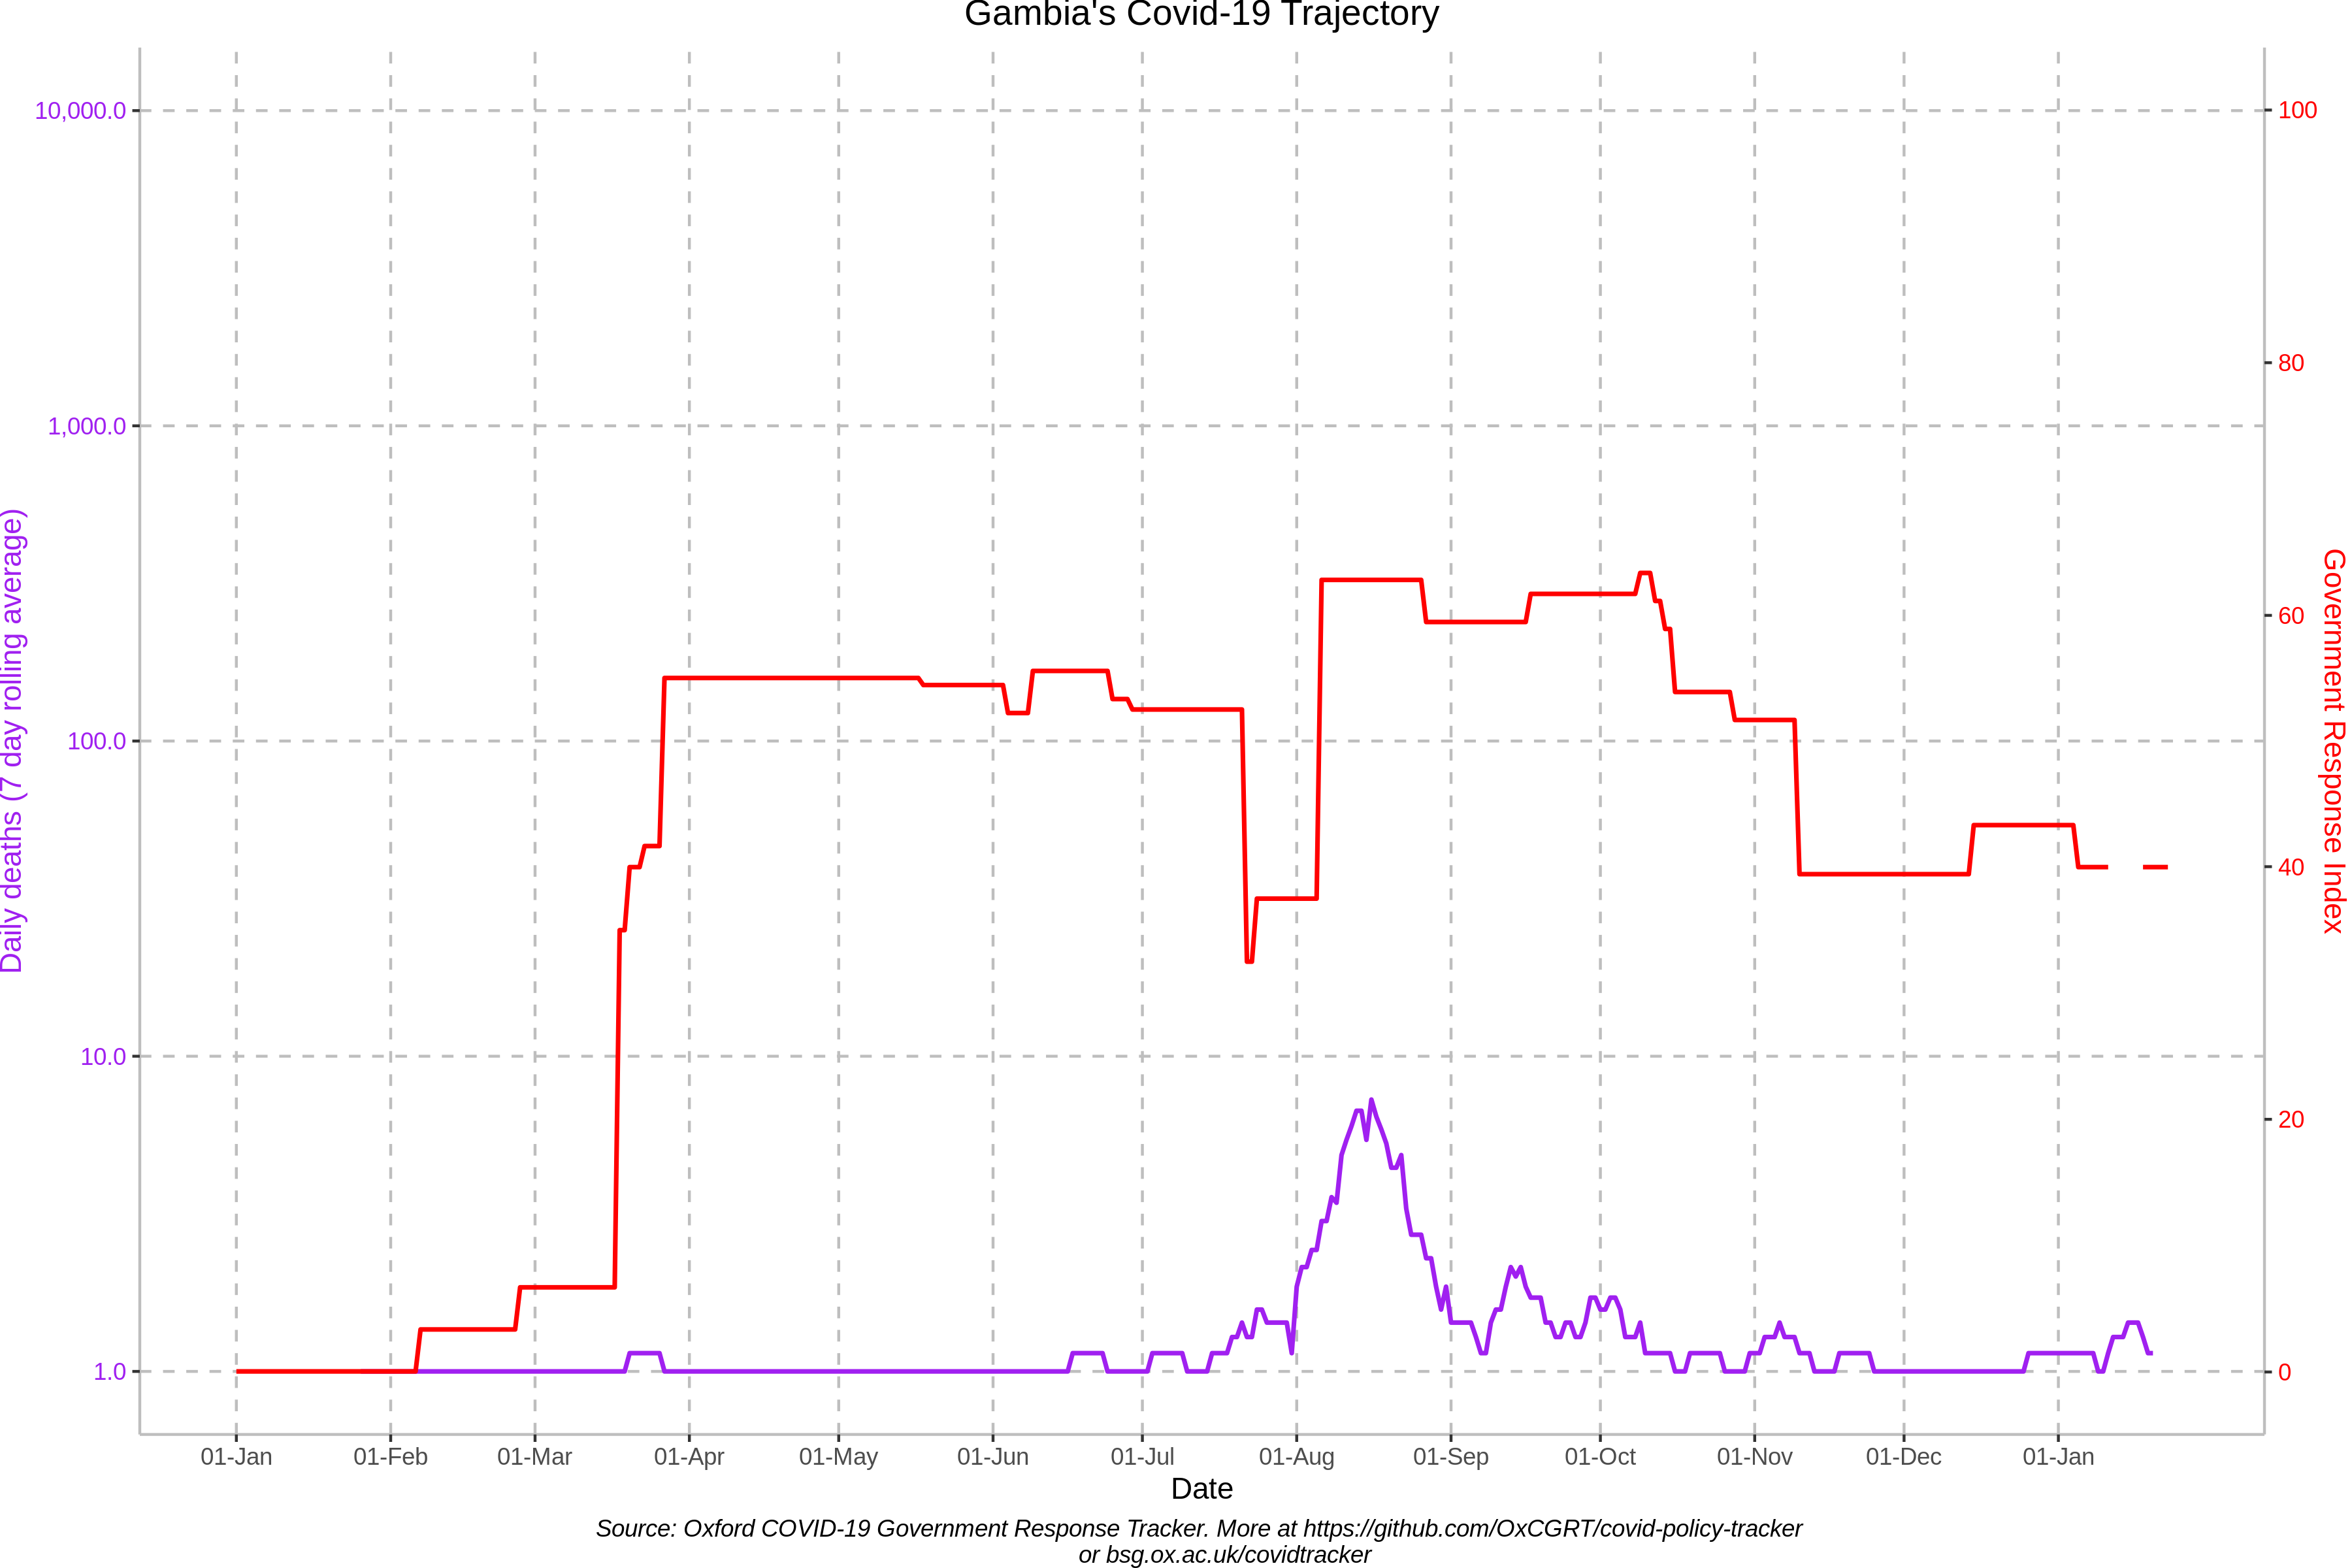 Gambia's Covid-19 Trajectory
10,000.0
1,000.0
100.0
10.0
1.0
Daily deaths (7 day rolling average)
100
80
60
40
20
0
Government Response Index
01-Jan 01-Feb 01-Mar 01-Apr 01-May 01-Jun 01-Jul 01-Aug 01-Sep 01-Oct 01-Nov 01-Dec 01-Jan
Date
Source: Oxford COVID-19 Government Response Tracker. More at https://github.com/OxCGRT/covid-policy-tracker
or bsg.ox.ac.uk/covidtracker